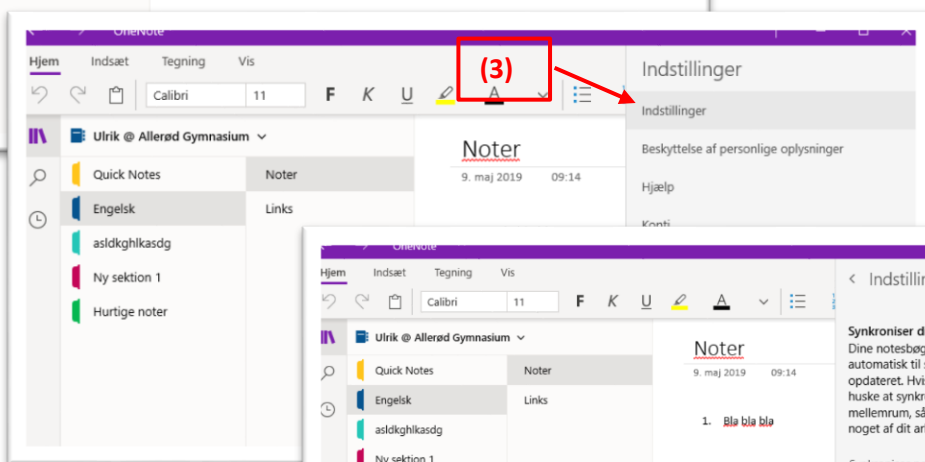 OneNote
Hjem Indsæt Tegning Vis
Calibri 11 F K U A
(3)
Indstillinger
Indstillinger
Beskyttelse af personlige oplysninger
Hjælp
Konti
Ulrik @ Allerød Gymnasium
Quick Notes
Engelsk
asldkghlkasdg
Ny sektion 1
Hurtige noter
Noter
Links
Noter
9. maj 2019 09:14
OneNote
Hjem Indsæt Tegning Vis
Calibri 11 F K U A
Ulrik @ Allerød Gymnasium
Quick Notes
Engelsk
asldkghlkasdg
Ny sektion 1
Noter
Links
Noter
9. maj 2019 09:14
1. Bla bla bla
Indstillin
Synkroniser d
Dine notesbøg
automatisk til
opdateret. Hvi
huske at synkr
mellemrum, så
noget af dit ar